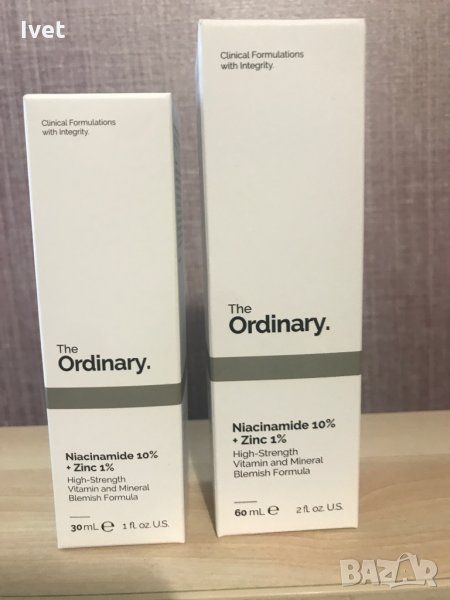 Ivet
Clinical Formulations
with Integrity.
The
Ordinary.
Niacinamide 10%
+ Zinc 1%
High-Strength
Vitamin and Mineral
Blemish Formula
30 mL ℮ 1 fl. oz. U.S.
Clinical Formulations
with Integrity.
The
Ordinary.
Niacinamide 10%
+ Zinc 1%
High-Strength
Vitamin and Mineral
Blemish Formula
60 mL ℮ 2 fl. oz. U.S.
BAZAR